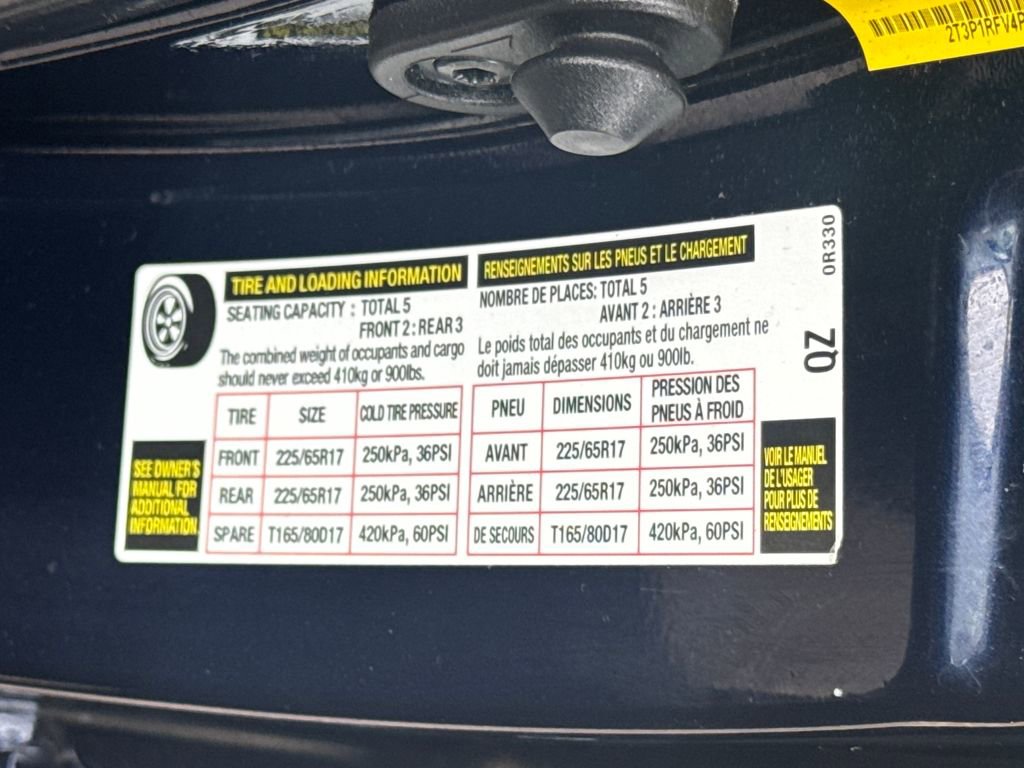 2T3P1RFV4
TIRE AND LOADING INFORMATION
SEATING CAPACITY : TOTAL 5
FRONT 2 : REAR 3
The combined weight of occupants and cargo
should never exceed 410kg or 900lbs.
TIRE SIZE COLD TIRE PRESSURE
FRONT 225/65R17 250kPa, 36PSI
REAR 225/65R17 250kPa, 36PSI
SPARE T165/80D17 420kPa, 60PSI
SEE OWNER'S
MANUAL FOR
ADDITIONAL
INFORMATION
RENSEIGNEMENTS SUR LES PNEUS ET LE CHARGEMENT
NOMBRE DE PLACES: TOTAL 5
AVANT 2 : ARRIÈRE 3
Le poids total des occupants et du chargement ne
doit jamais dépasser 410kg ou 900lb.
PNEU DIMENSIONS PRESSION DES
PNEUS À FROID
AVANT 225/65R17 250kPa, 36PSI
ARRIÈRE 225/65R17 250kPa, 36PSI
DE SECOURS T165/80D17 420kPa, 60PSI
VOIR LE MANUEL
DE L'USAGER
POUR PLUS DE
RENSEIGNEMENTS
0R330
QZ